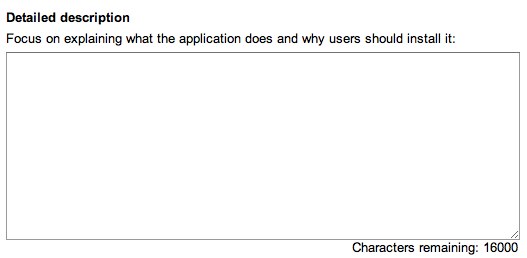 Detailed description
Focus on explaining what the application does and why users should install it:
Characters remaining: 16000